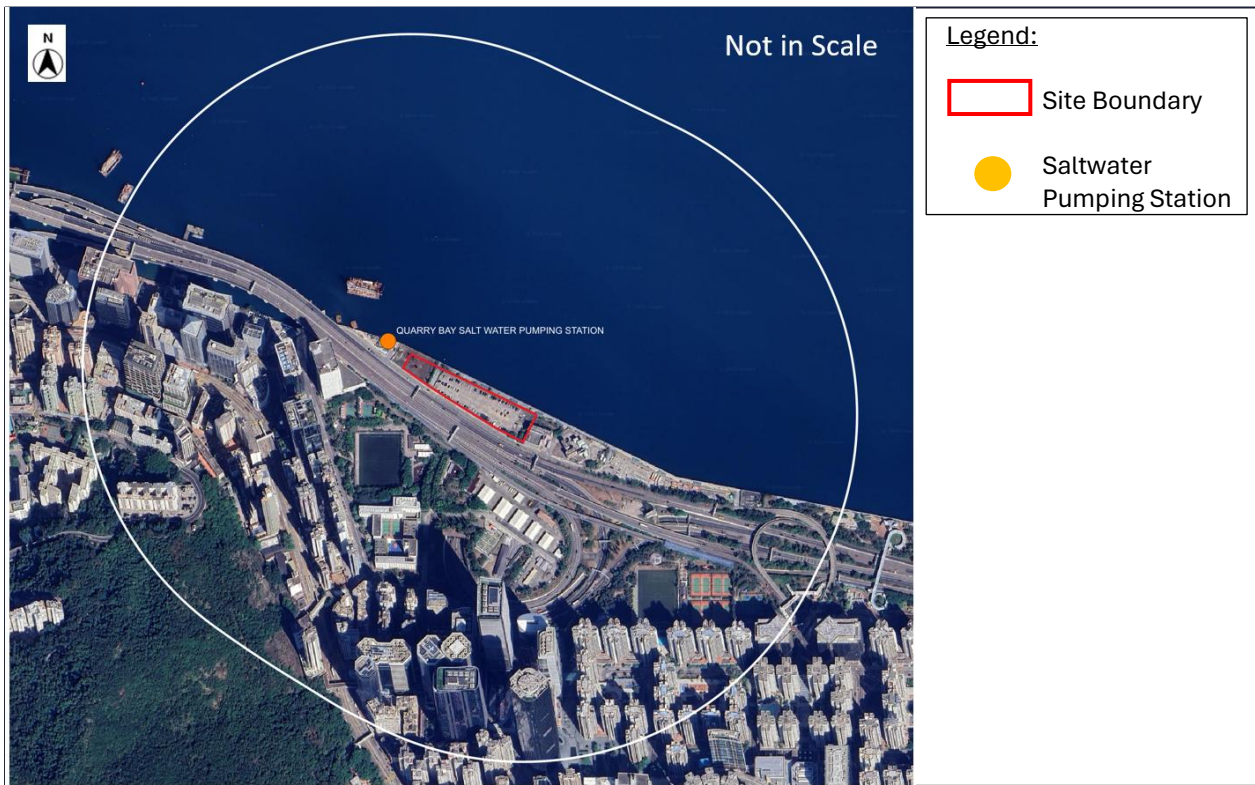 N
Not in Scale
QUARRY BAY SALT WATER PUMPING STATION
Legend:
Site Boundary
Saltwater
Pumping Station